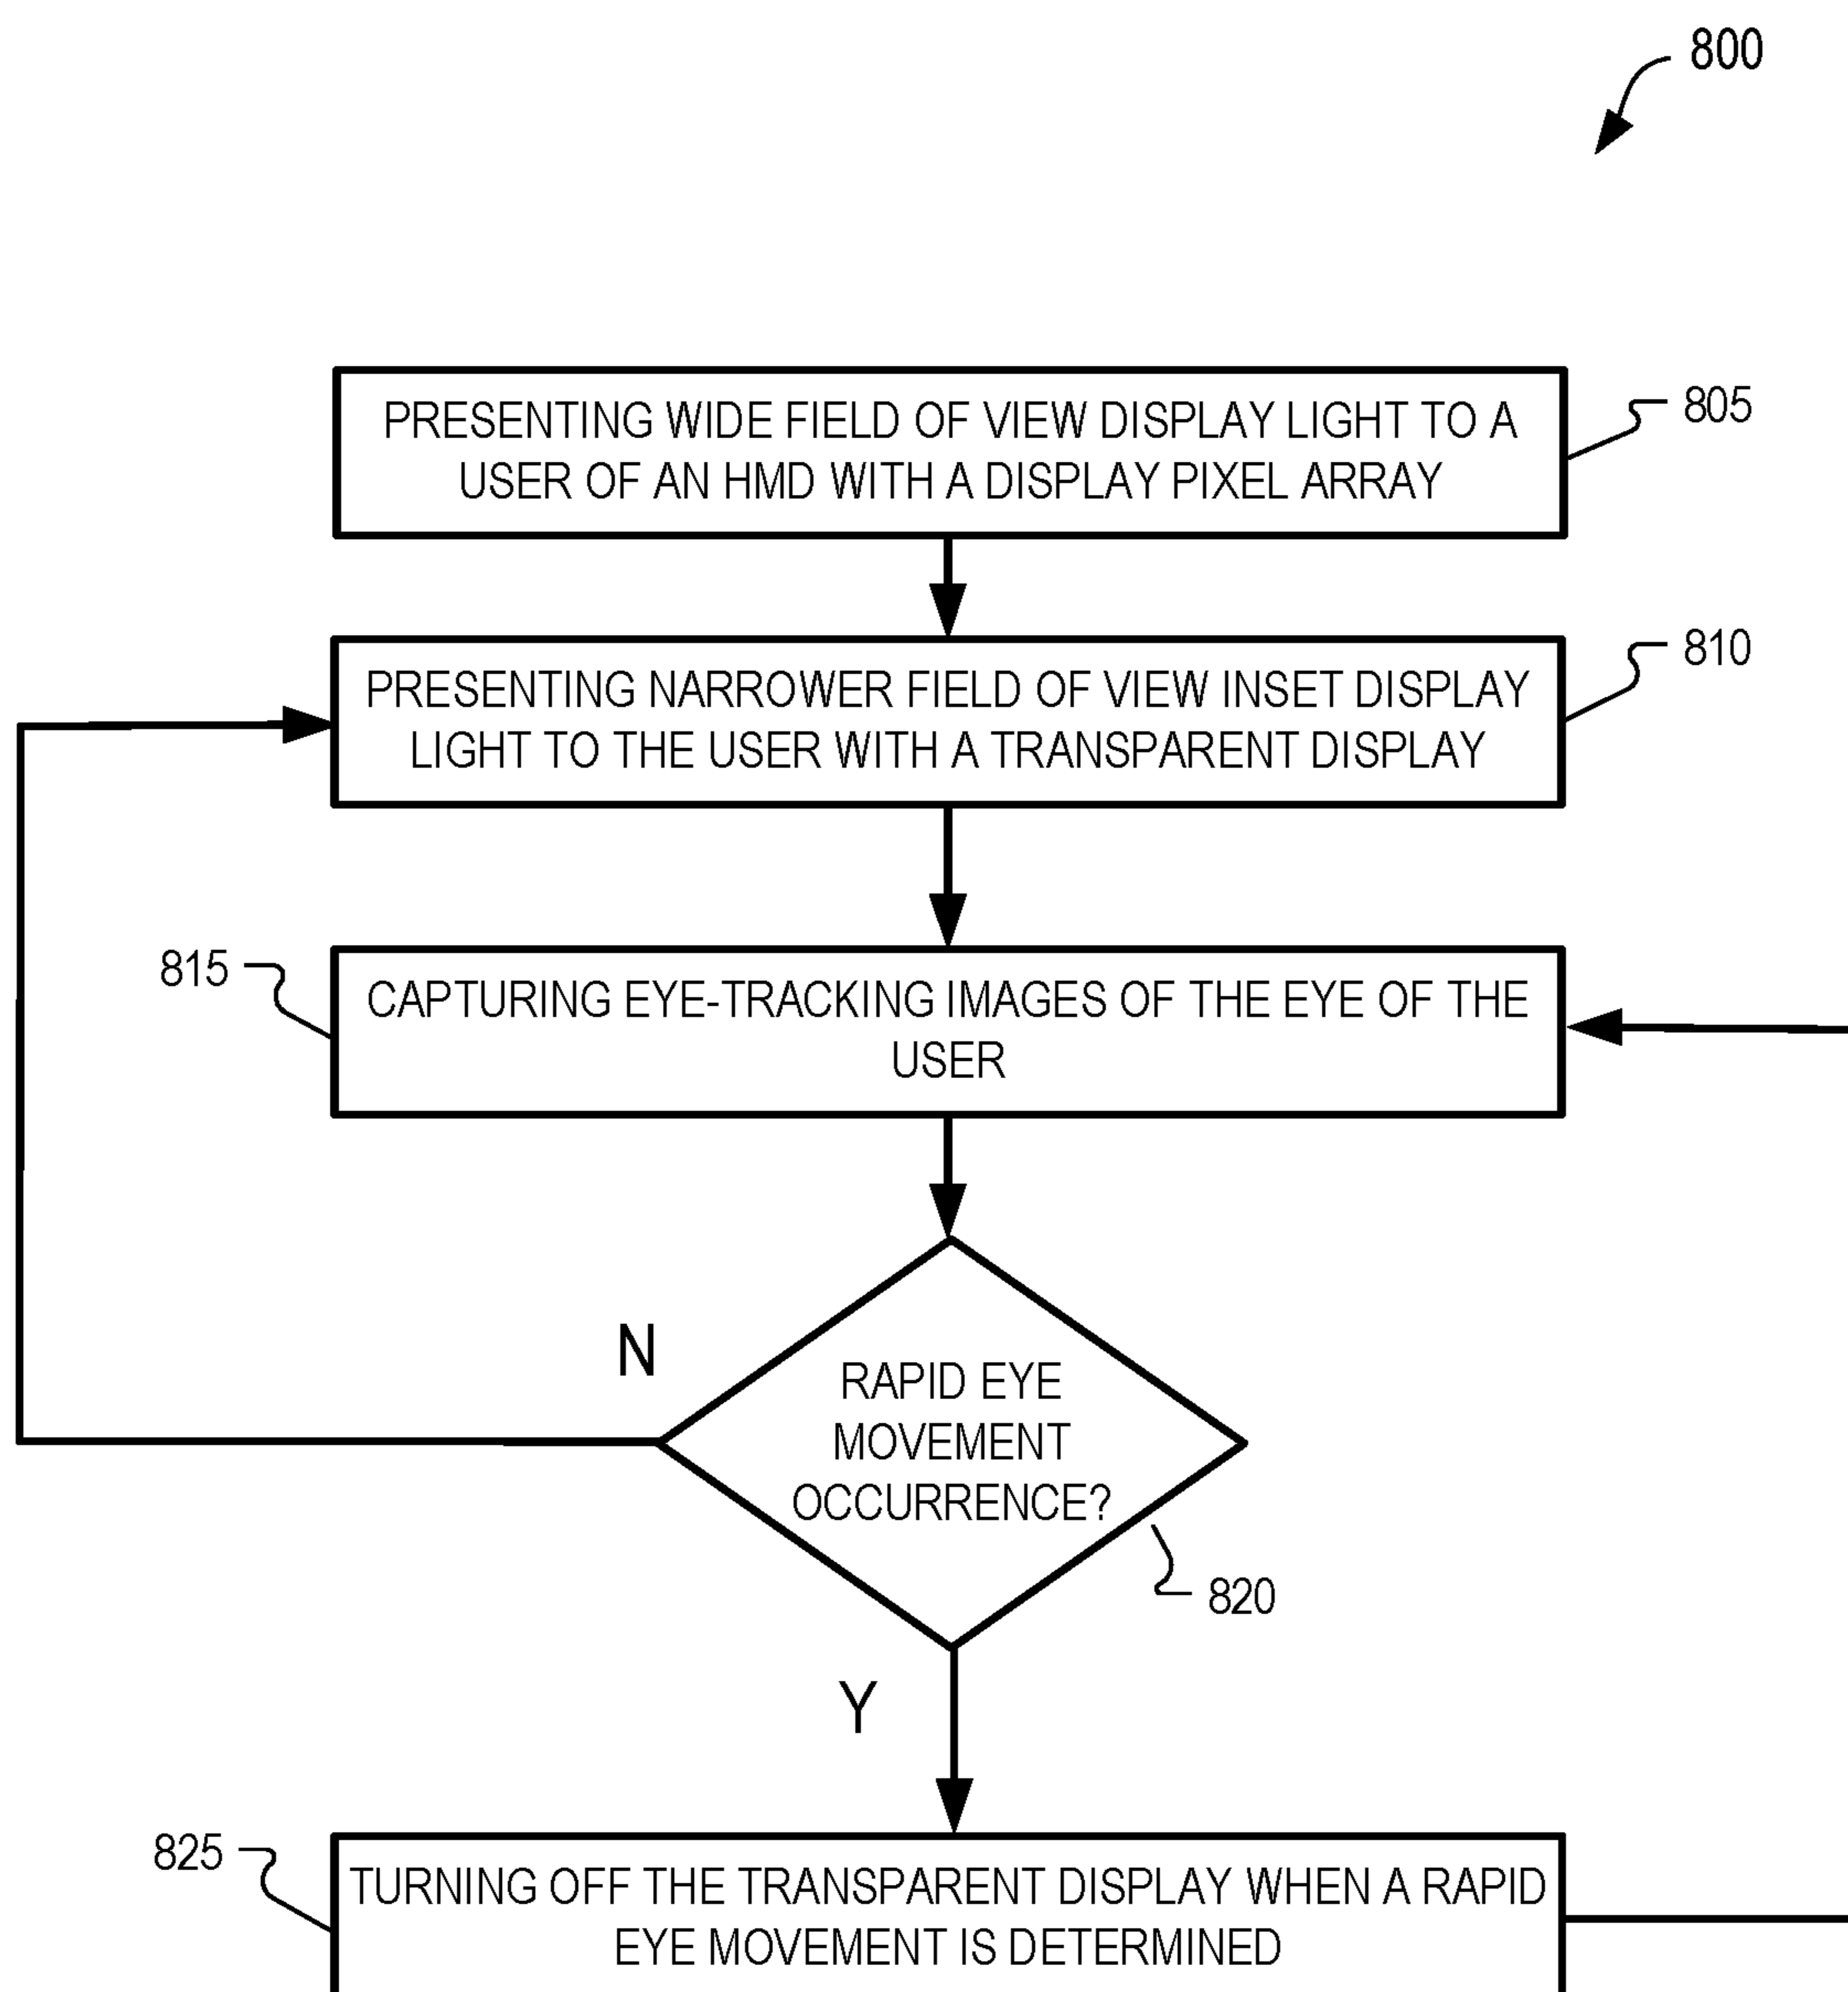 800
PRESENTING WIDE FIELD OF VIEW DISPLAY LIGHT TO A
USER OF AN HMD WITH A DISPLAY PIXEL ARRAY
805
PRESENTING NARROWER FIELD OF VIEW INSET DISPLAY
LIGHT TO THE USER WITH A TRANSPARENT DISPLAY
810
815
CAPTURING EYE-TRACKING IMAGES OF THE EYE OF THE
USER
N
RAPID EYE
MOVEMENT
OCCURRENCE?
820
Y
825
TURNING OFF THE TRANSPARENT DISPLAY WHEN A RAPID
EYE MOVEMENT IS DETERMINED